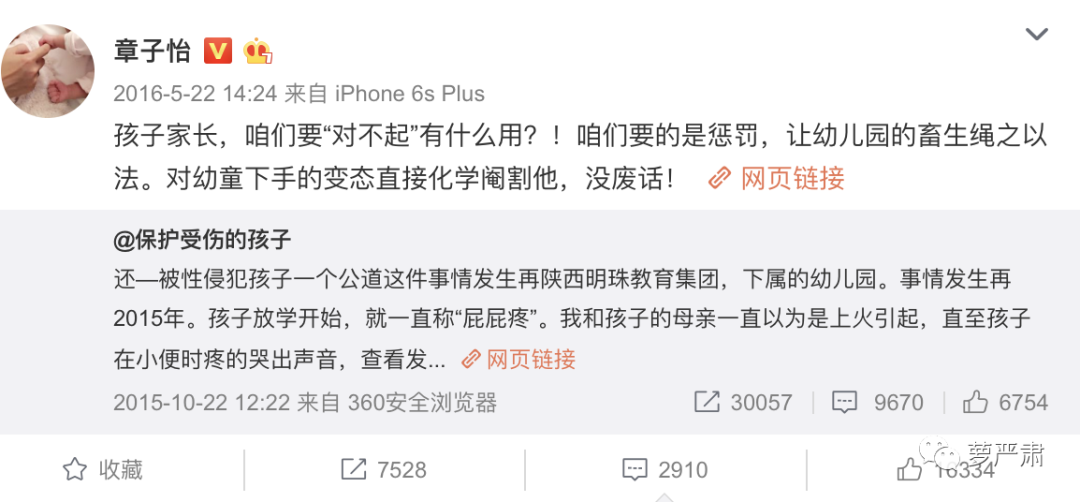 章子怡
2016-5-22 14:24 来自 iPhone 6s Plus
孩子家长，咱们要“对不起”有什么用？！咱们要的是惩罚，让幼儿园的畜生绳之以
法。对幼童下手的变态直接化学阉割他，没废话！ 网页链接
@保护受伤的孩子
还—被性侵犯孩子一个公道这件事情发生再陕西明珠教育集团，下属的幼儿园。事情发生再
2015年。孩子放学开始，就一直称“屁屁疼”。我和孩子的母亲一直以为是上火引起，直至孩子
在小便时疼的哭出声音，查看发... 网页链接
2015-10-22 12:22 来自 360安全浏览器 30057 9670 6754
收藏 7528 2910 16334
萝严肃